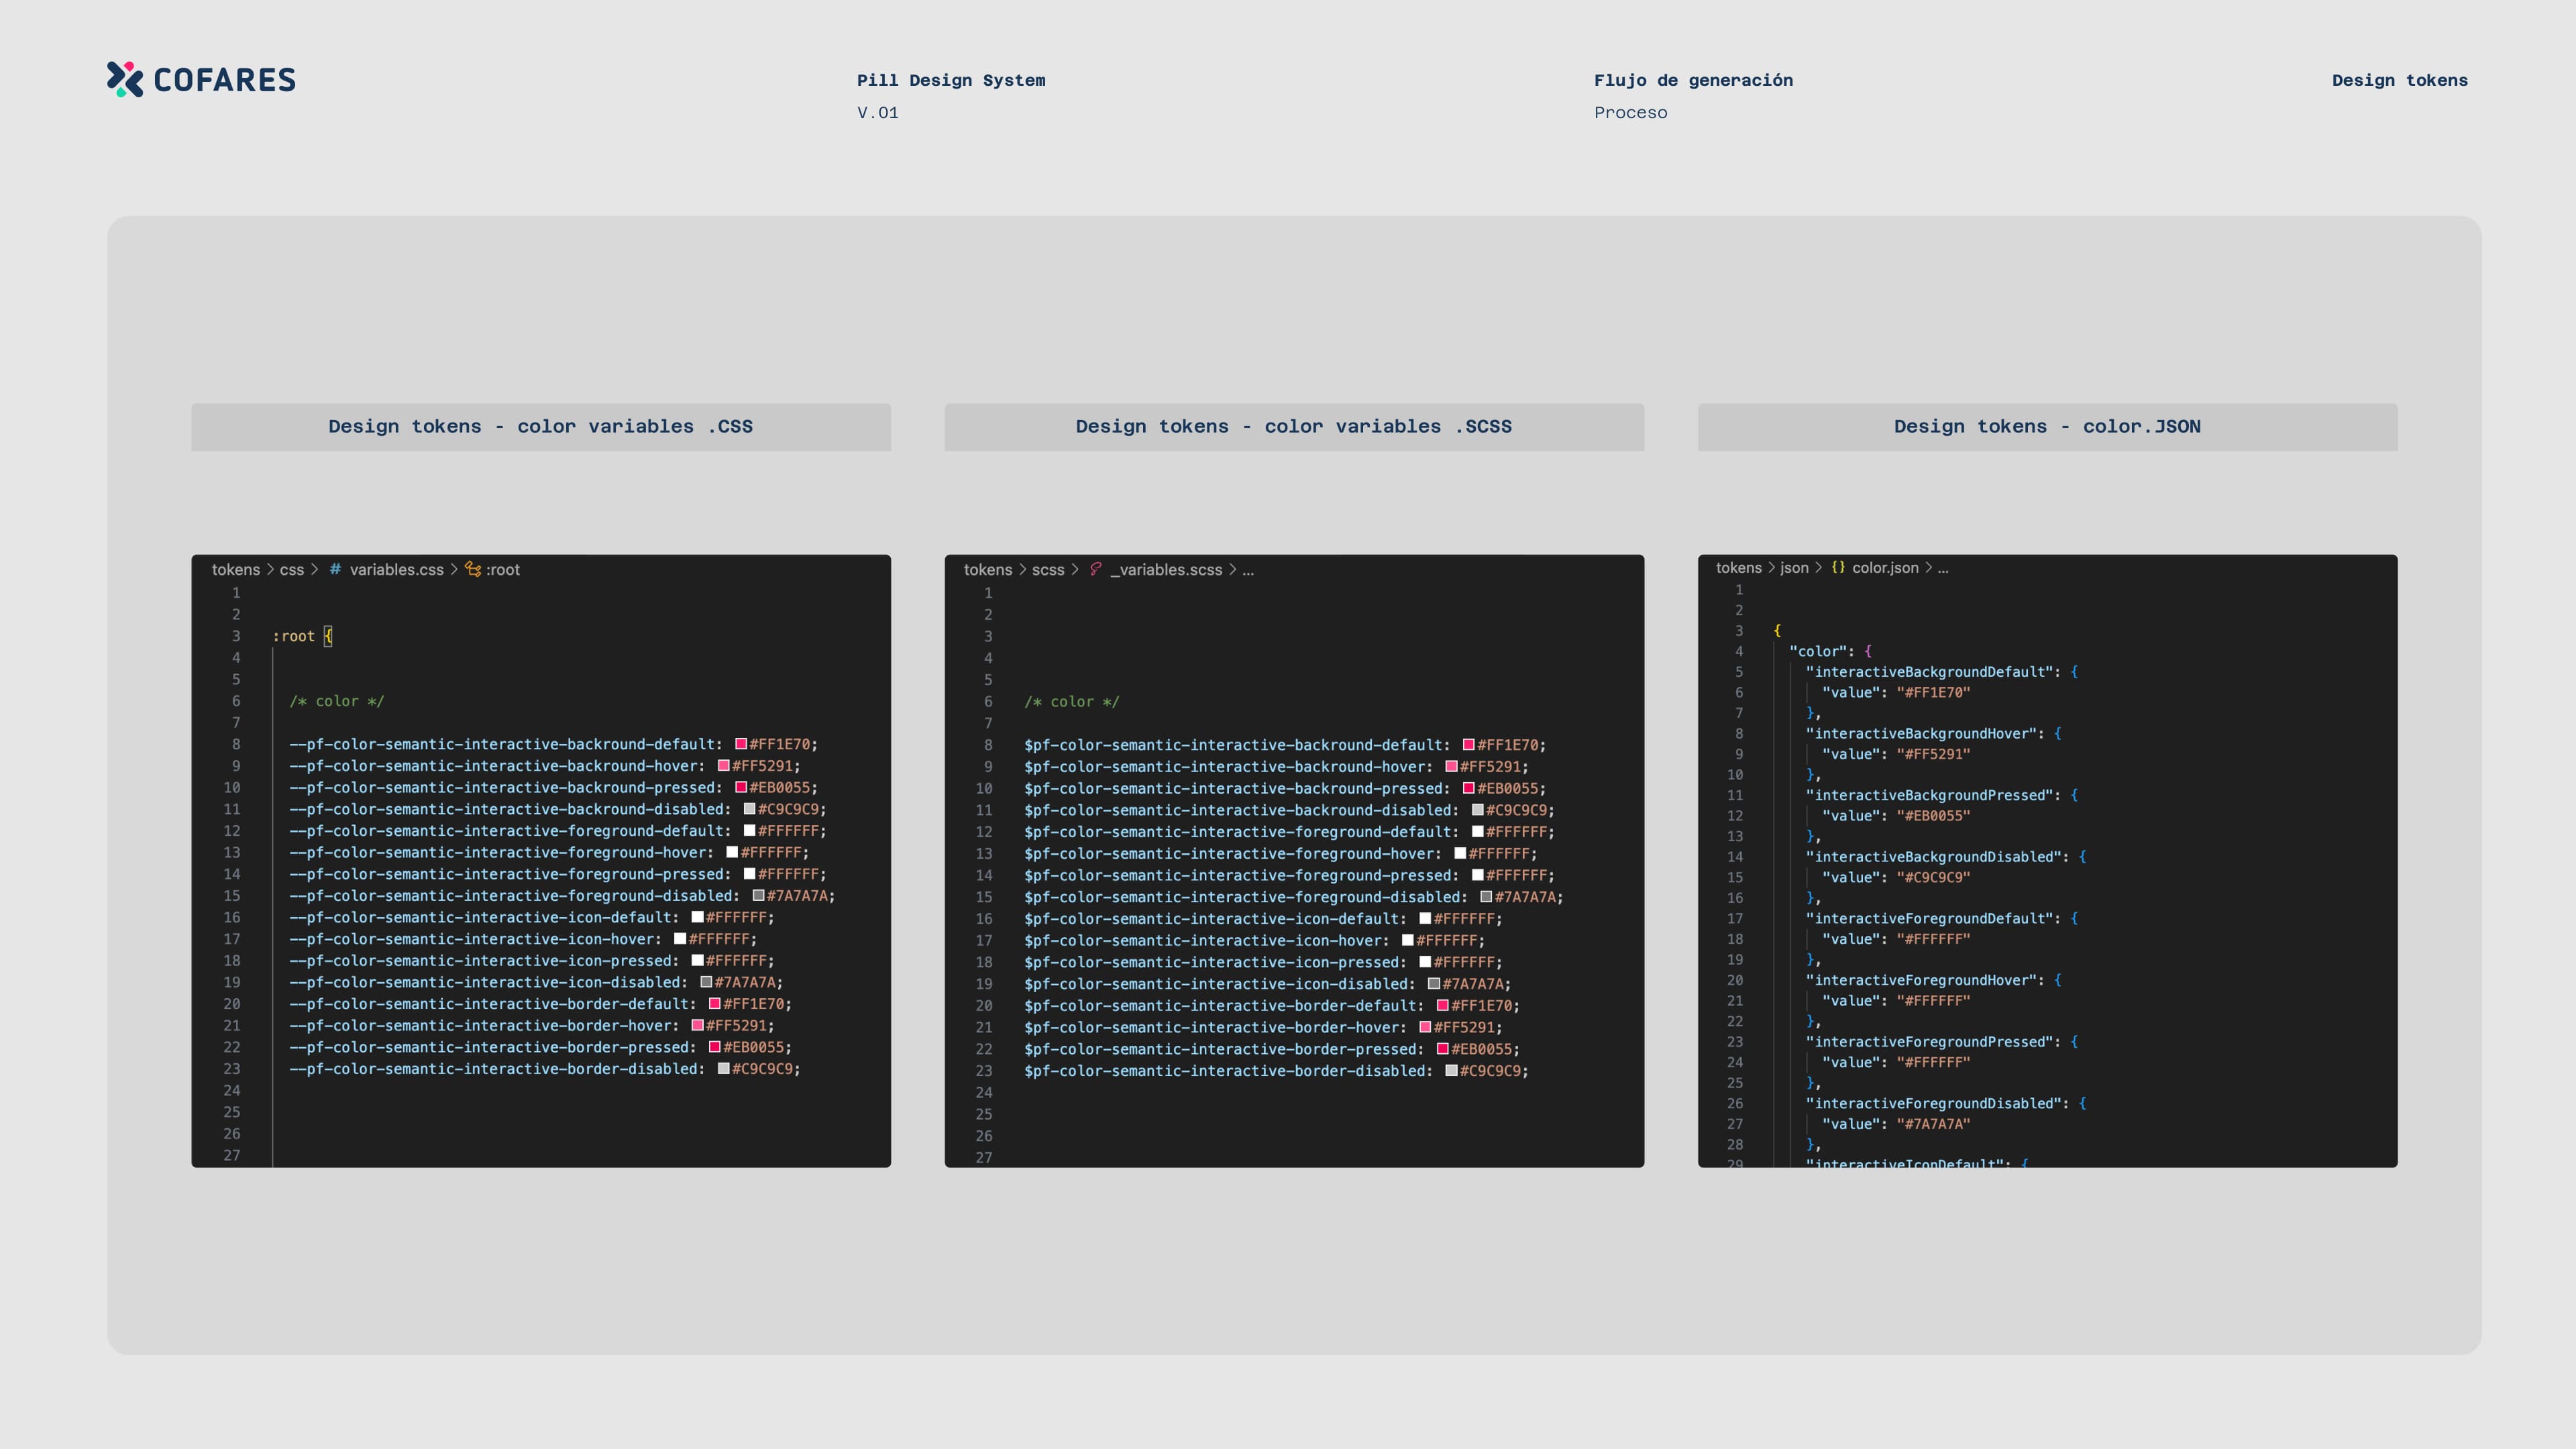 COFARES
Pill Design System
V.01
Flujo de generación
Proceso
Design tokens
Design tokens - color variables .CSS
tokens > css > # variables.css > :root
1
2
3 :root {
4
5
6 /* color */
7
8 --pf-color-semantic-interactive-backround-default: #FF1E70;
9 --pf-color-semantic-interactive-backround-hover: #FF5291;
10 --pf-color-semantic-interactive-backround-pressed: #EB0055;
11 --pf-color-semantic-interactive-backround-disabled: #C9C9C9;
12 --pf-color-semantic-interactive-foreground-default: #FFFFFF;
13 --pf-color-semantic-interactive-foreground-hover: #FFFFFF;
14 --pf-color-semantic-interactive-foreground-pressed: #FFFFFF;
15 --pf-color-semantic-interactive-foreground-disabled: #7A7A7A;
16 --pf-color-semantic-interactive-icon-default: #FFFFFF;
17 --pf-color-semantic-interactive-icon-hover: #FFFFFF;
18 --pf-color-semantic-interactive-icon-pressed: #FFFFFF;
19 --pf-color-semantic-interactive-icon-disabled: #7A7A7A;
20 --pf-color-semantic-interactive-border-default: #FF1E70;
21 --pf-color-semantic-interactive-border-hover: #FF5291;
22 --pf-color-semantic-interactive-border-pressed: #EB0055;
23 --pf-color-semantic-interactive-border-disabled: #C9C9C9;
24
25
26
27
Design tokens - color variables .SCSS
tokens > scss > _variables.scss > ...
1
2
3
4
5
6 /* color */
7
8 $pf-color-semantic-interactive-backround-default: #FF1E70;
9 $pf-color-semantic-interactive-backround-hover: #FF5291;
10 $pf-color-semantic-interactive-backround-pressed: #EB0055;
11 $pf-color-semantic-interactive-backround-disabled: #C9C9C9;
12 $pf-color-semantic-interactive-foreground-default: #FFFFFF;
13 $pf-color-semantic-interactive-foreground-hover: #FFFFFF;
14 $pf-color-semantic-interactive-foreground-pressed: #FFFFFF;
15 $pf-color-semantic-interactive-foreground-disabled: #7A7A7A;
16 $pf-color-semantic-interactive-icon-default: #FFFFFF;
17 $pf-color-semantic-interactive-icon-hover: #FFFFFF;
18 $pf-color-semantic-interactive-icon-pressed: #FFFFFF;
19 $pf-color-semantic-interactive-icon-disabled: #7A7A7A;
20 $pf-color-semantic-interactive-border-default: #FF1E70;
21 $pf-color-semantic-interactive-border-hover: #FF5291;
22 $pf-color-semantic-interactive-border-pressed: #EB0055;
23 $pf-color-semantic-interactive-border-disabled: #C9C9C9;
24
25
26
27
Design tokens - color.JSON
tokens > json > {} color.json > ...
1
2
3 {
4 "color": {
5 "interactiveBackgroundDefault": {
6 "value": "#FF1E70"
7 },
8 "interactiveBackgroundHover": {
9 "value": "#FF5291"
10 },
11 "interactiveBackgroundPressed": {
12 "value": "#EB0055"
13 },
14 "interactiveBackgroundDisabled": {
15 "value": "#C9C9C9"
16 },
17 "interactiveForegroundDefault": {
18 "value": "#FFFFFF"
19 },
20 "interactiveForegroundHover": {
21 "value": "#FFFFFF"
22 },
23 "interactiveForegroundPressed": {
24 "value": "#FFFFFF"
25 },
26 "interactiveForegroundDisabled": {
27 "value": "#7A7A7A"
28 },
29 "interactiveIconDefault": {